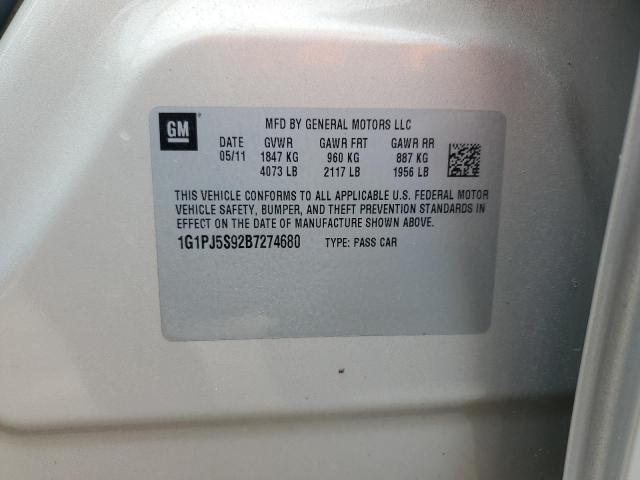 GM
MFD BY GENERAL MOTORS LLC
DATE GVWR GAWR FRT GAWR RR
05/11 1847 KG 960 KG 887 KG
4073 LB 2117 LB 1956 LB
THIS VEHICLE CONFORMS TO ALL APPLICABLE U.S. FEDERAL MOTOR
VEHICLE SAFETY, BUMPER, AND THEFT PREVENTION STANDARDS IN
EFFECT ON THE DATE OF MANUFACTURE SHOWN ABOVE.
1G1PJ5S92B7274680 TYPE: PASS CAR